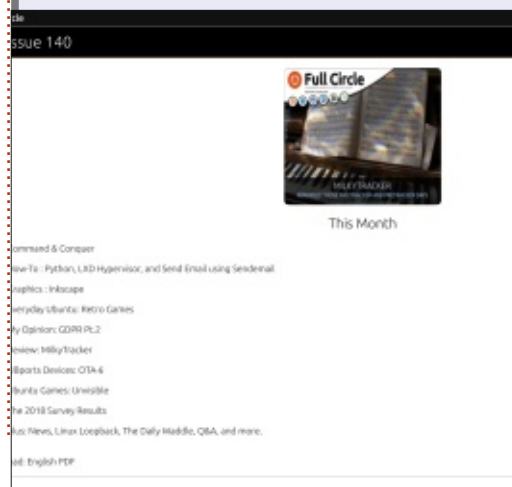 cle
ssue 140
Full Circle
MILKYTRACKER
This Month
ommand & Conquer
ow-To : Python, LXD Hypervisor, and Send Email using Sendemail
raphics : Inkscape
veryday Ubuntu: Retro Games
y Opinion: GDPR Pt.2
eview: MilkyTracker
Bports Devices: OTA-6
buntu Games: Unvisible
he 2018 Survey Results
lus: News, Linux Loopback, The Daily Waddle, Q&A, and more.
ad: English PDF